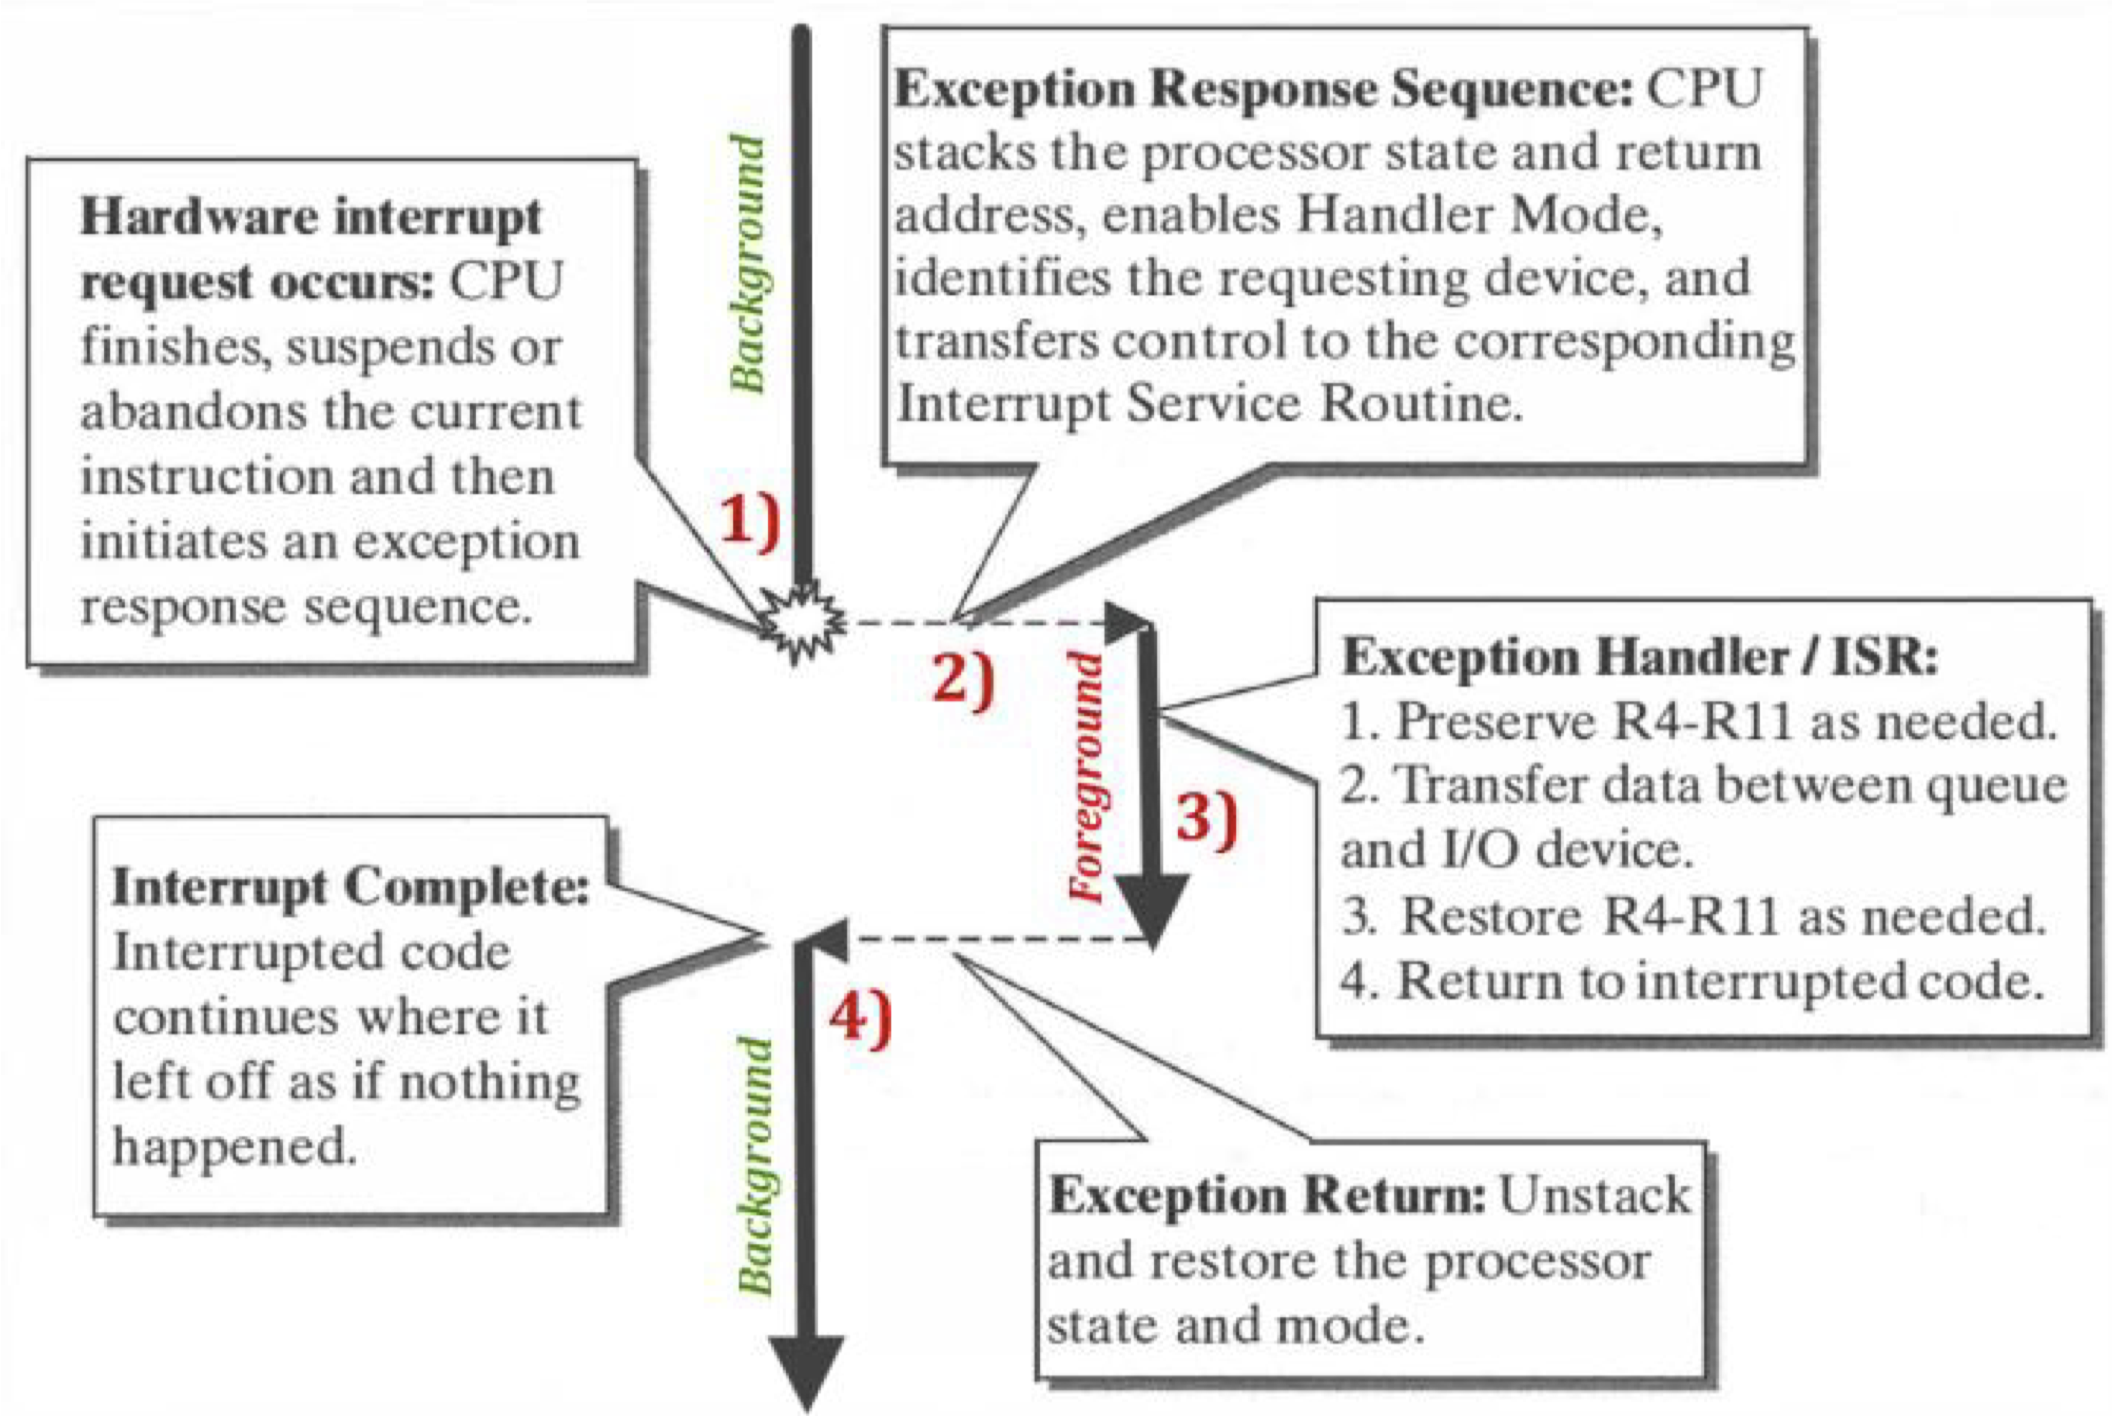 Background
Exception Response Sequence: CPU
stacks the processor state and return
address, enables Handler Mode,
identifies the requesting device, and
transfers control to the corresponding
Interrupt Service Routine.
Hardware interrupt
request occurs: CPU
finishes, suspends or
abandons the current
instruction and then
initiates an exception
response sequence.
1)
2)
Foreground
3)
Exception Handler / ISR:
1. Preserve R4-R11 as needed.
2. Transfer data between queue
and I/O device.
3. Restore R4-R11 as needed.
4. Return to interrupted code.
Interrupt Complete:
Interrupted code
continues where it
left off as if nothing
happened.
4)
Background
Exception Return: Unstack
and restore the processor
state and mode.